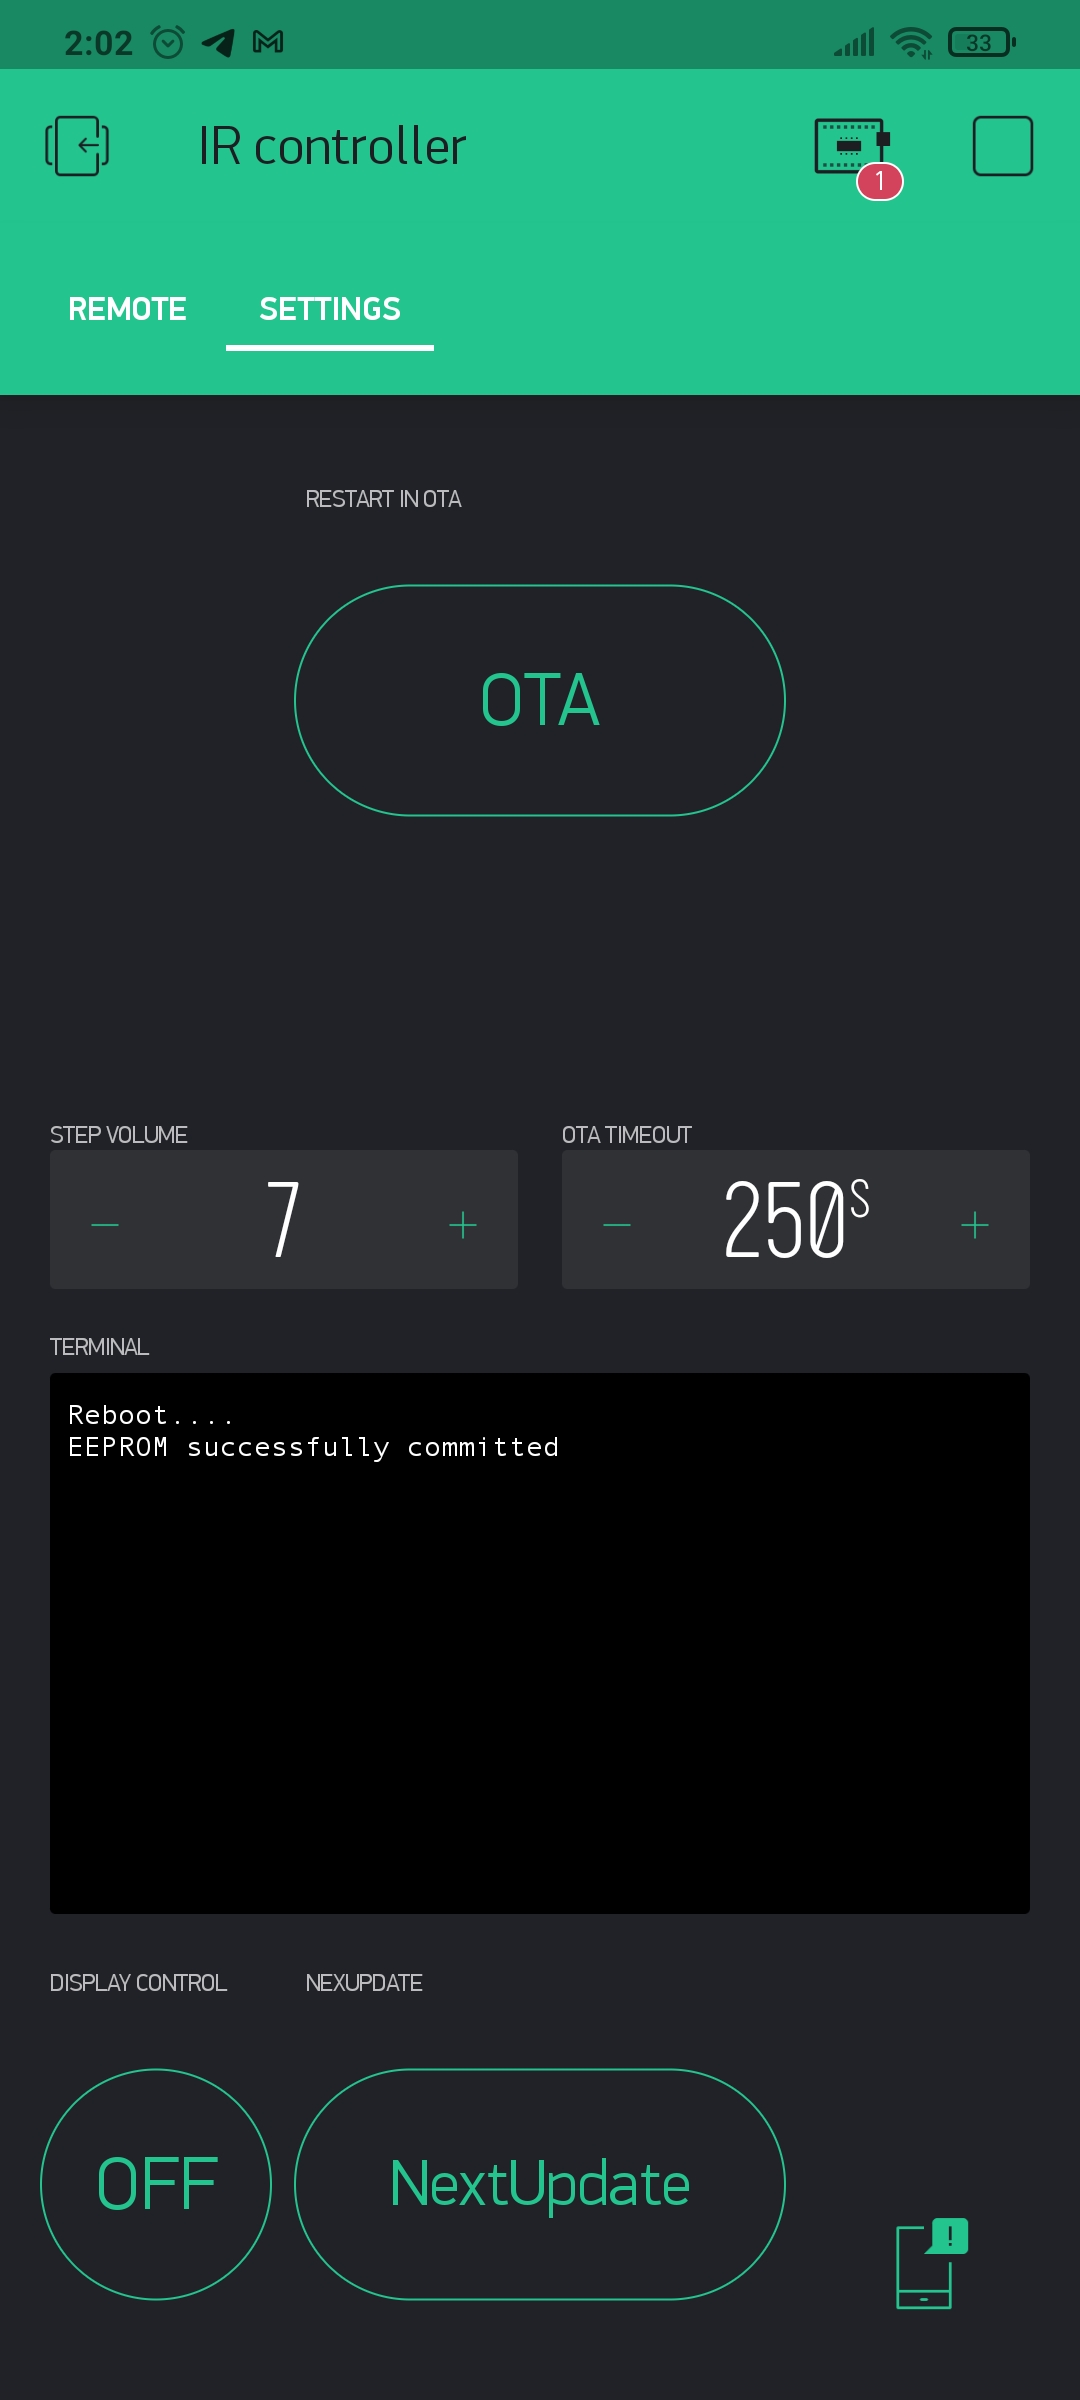 2:02
33
IR controller
1
REMOTE SETTINGS
RESTART IN OTA
OTA
STEP VOLUME OTA TIMEOUT
− 7 + − 250S +
TERMINAL
Reboot....
EEPROM successfully committed
DISPLAY CONTROL NEXUPDATE
OFF NextUpdate
!